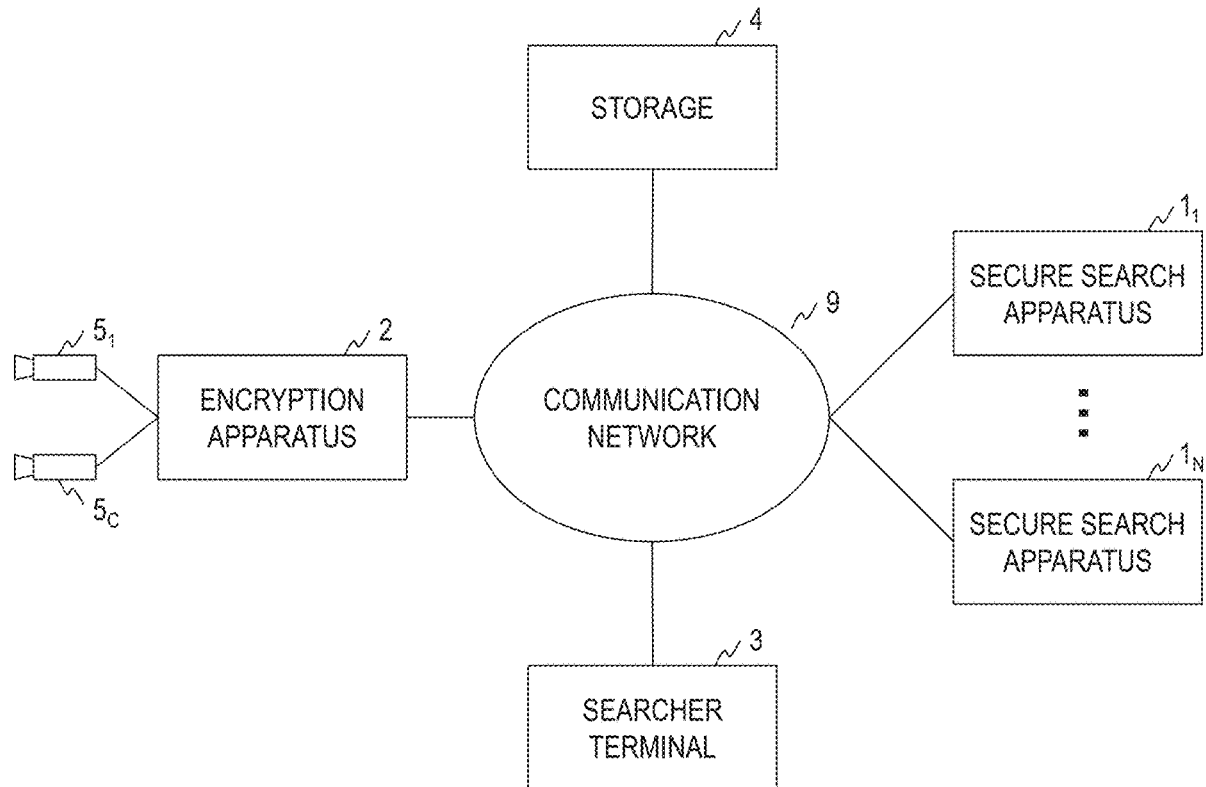 4
STORAGE
1₁
SECURE SEARCH
APPARATUS
9
5₁
2
ENCRYPTION
APPARATUS
COMMUNICATION
NETWORK
5C
1N
SECURE SEARCH
APPARATUS
3
SEARCHER
TERMINAL